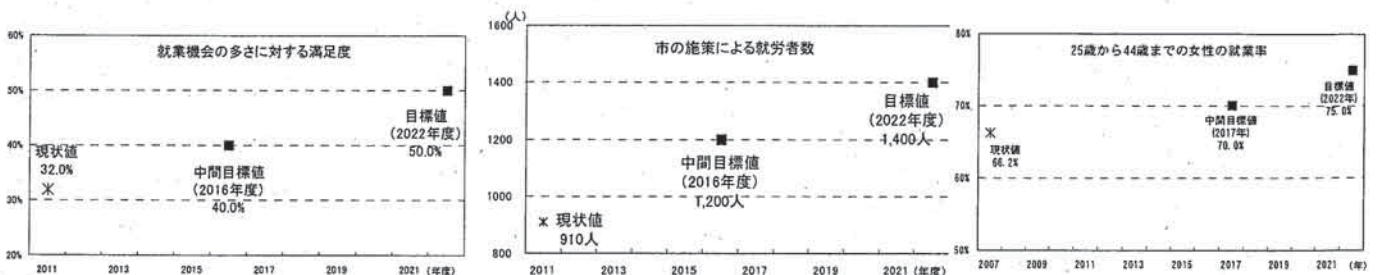 就業機会の多さに対する満足度
60%
50%
40%
30%
20%
現状値
32.0%
中間目標値
(2016年度)
40.0%
目標値
(2022年度)
50.0%
2011
2013
2015
2017
2019
2021
(年度)
(人)
市の施策による就労者数
1600
1400
1200
1000
800
現状値
910人
中間目標値
(2016年度)
1,200人
目標値
(2022年度)
1,400人
2011
2013
2015
2017
2019
2021
(年度)
25歳から44歳までの女性の就業率
80%
70%
60%
50%
現状値
66.2%
中間目標値
(2017年)
70.0%
目標値
(2022年)
75.0%
2007
2009
2011
2013
2015
2017
2019
2021
(年)